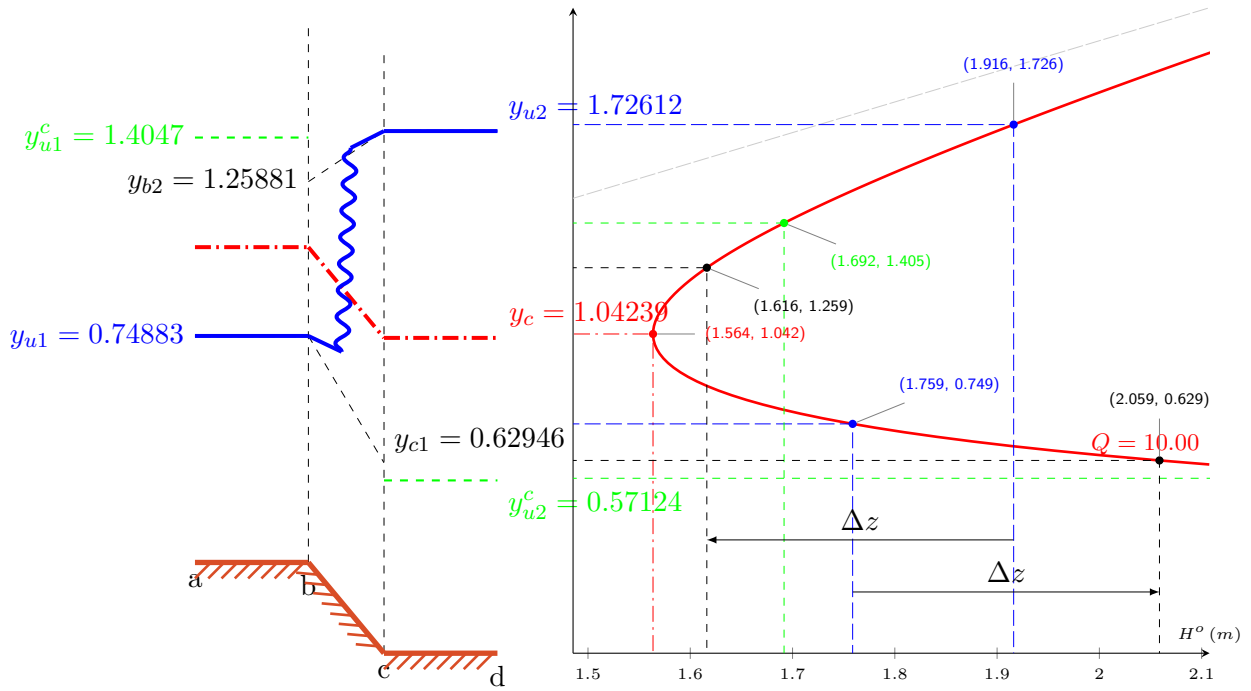 (1.916, 1.726)
y_{u2} = 1.72612
y^c_{u1} = 1.4047
y_{b2} = 1.25881
(1.692, 1.405)
(1.616, 1.259)
y_c = 1.04239
(1.564, 1.042)
y_{u1} = 0.74883
(1.759, 0.749)
(2.059, 0.629)
y_{c1} = 0.62946
Q = 10.00
y^c_{u2} = 0.57124
Δz
Δz
a
b
c
d
H^o (m)
1.5 1.6 1.7 1.8 1.9 2 2.1